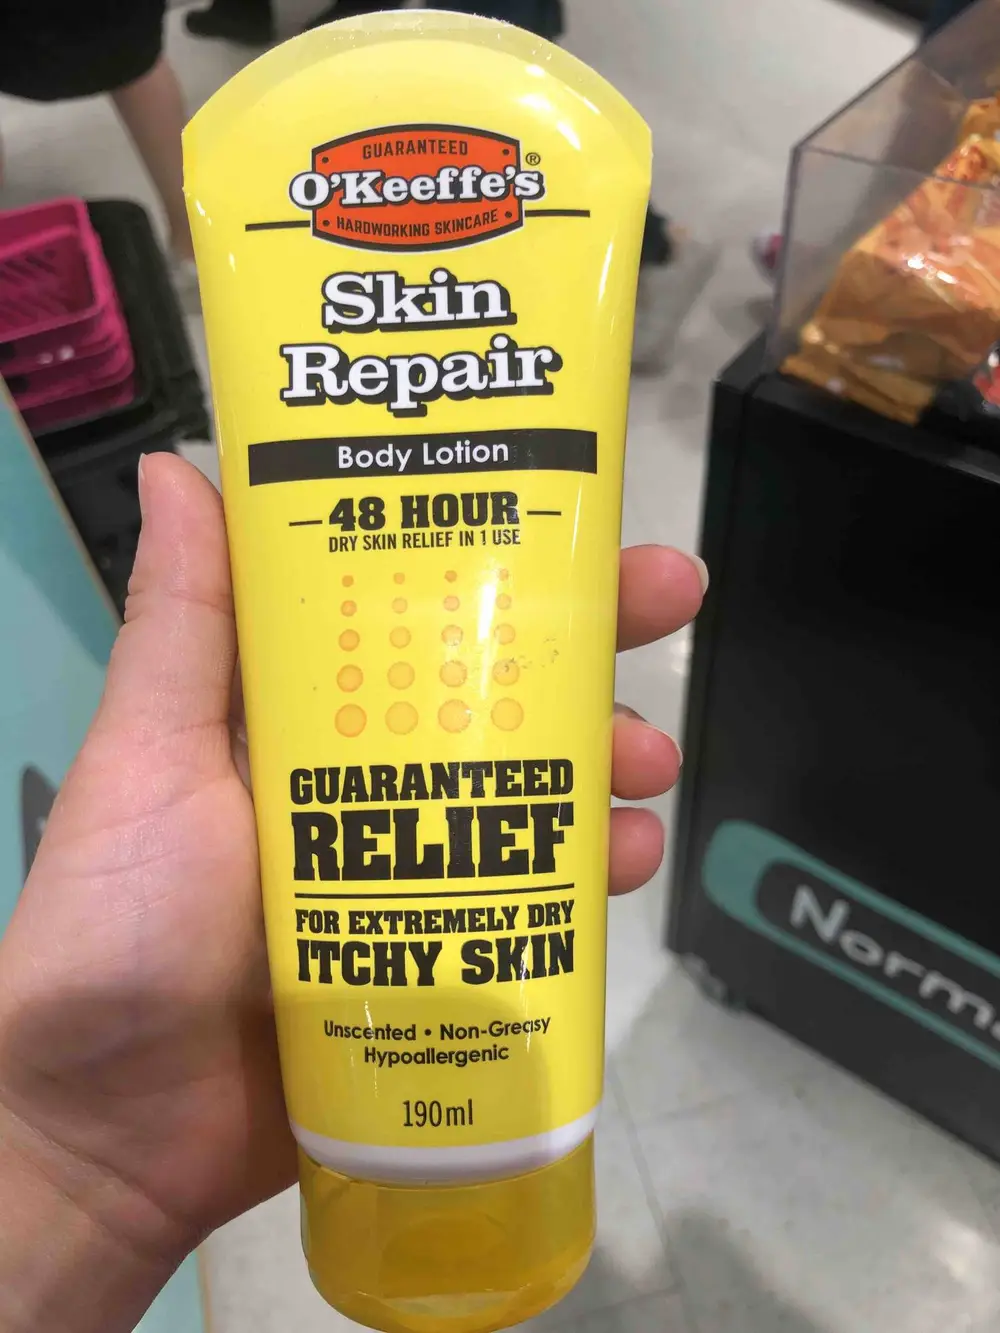 GUARANTEED
O'Keeffe's®
HARDWORKING SKINCARE
Skin
Repair
Body Lotion
48 HOUR
DRY SKIN RELIEF IN 1 USE
GUARANTEED
RELIEF
FOR EXTREMELY DRY
ITCHY SKIN
Unscented • Non-Greasy
Hypoallergenic
190ml